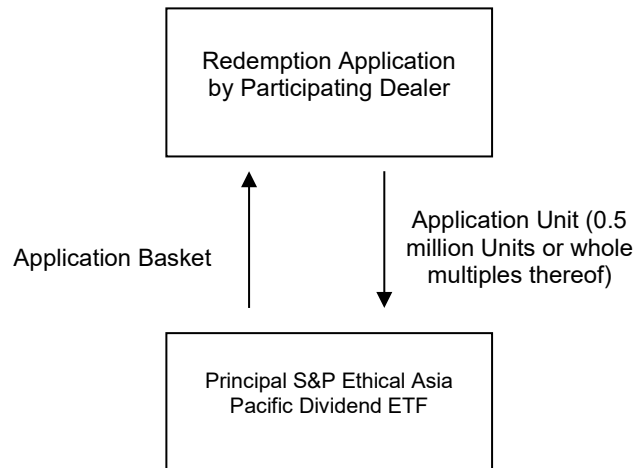 Redemption Application
by Participating Dealer
Application Basket
Application Unit (0.5
million Units or whole
multiples thereof)
Principal S&P Ethical Asia
Pacific Dividend ETF